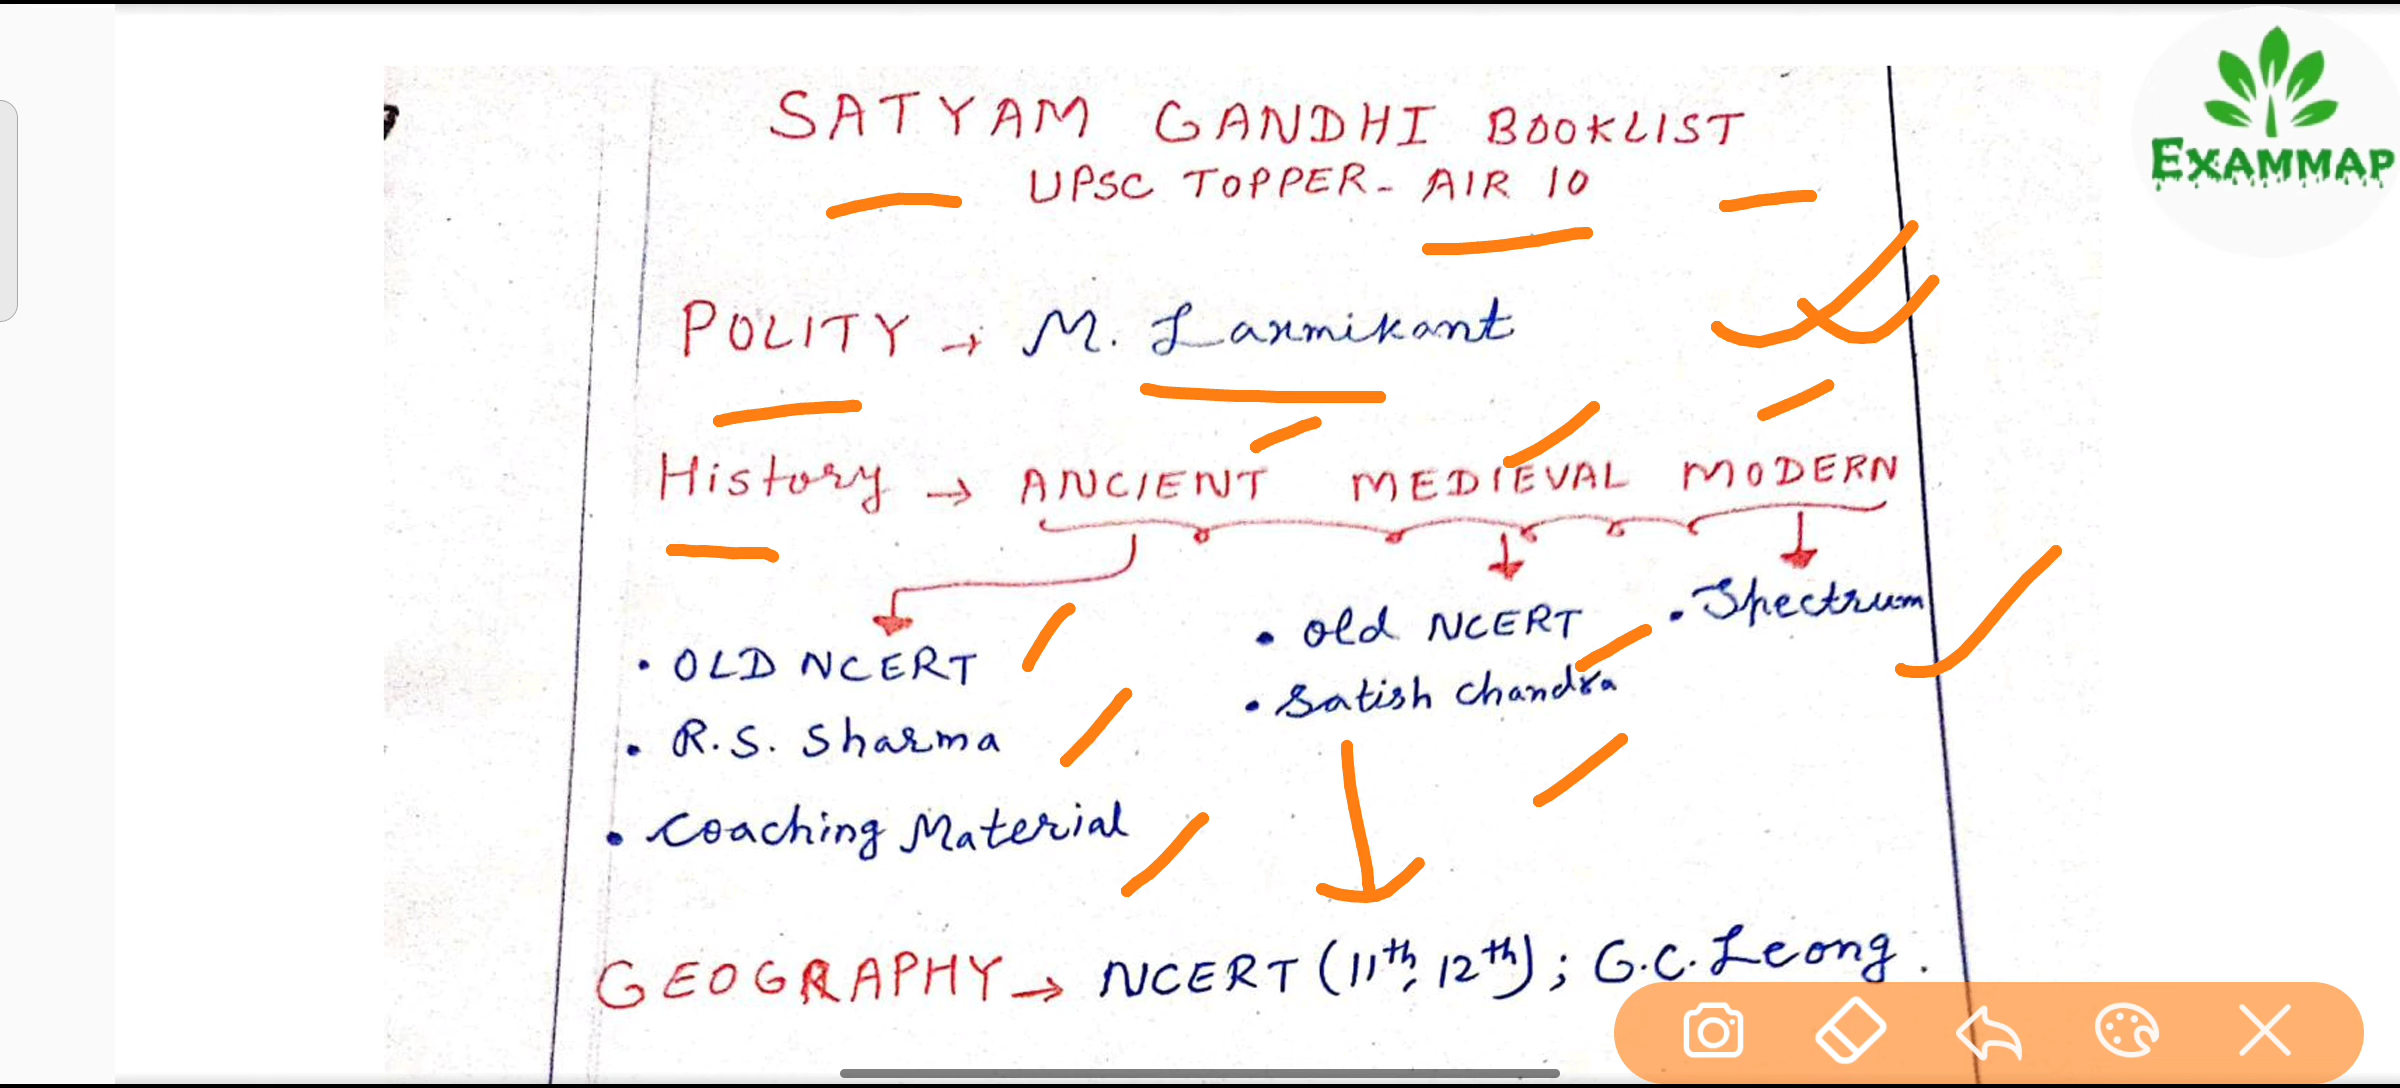 SATYAM GANDHI BOOKLIST
UPSC TOPPER - AIR 10
EXAMMAP
POLITY → M. Laxmikant
History → ANCIENT MEDIEVAL MODERN
• OLD NCERT
• R.S. Sharma
• Coaching Material
• Old NCERT
• Satish Chandra
• Spectrum
GEOGRAPHY → NCERT (11th, 12th); G.C. Leong.